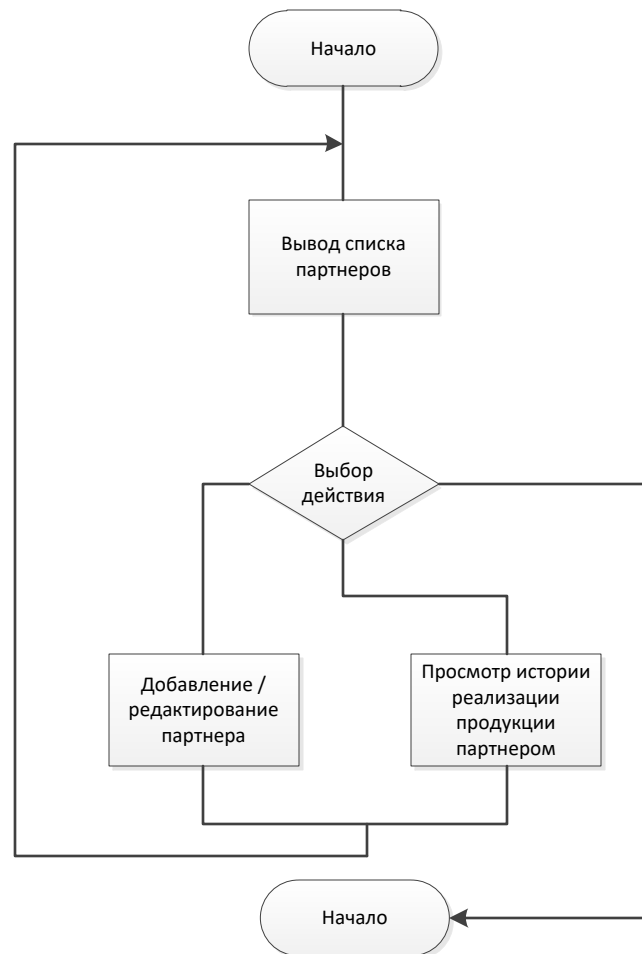 Начало
Вывод списка
партнеров
Выбор
действия
Добавление /
редактирование
партнера
Просмотр истории
реализации
продукции
партнером
Начало